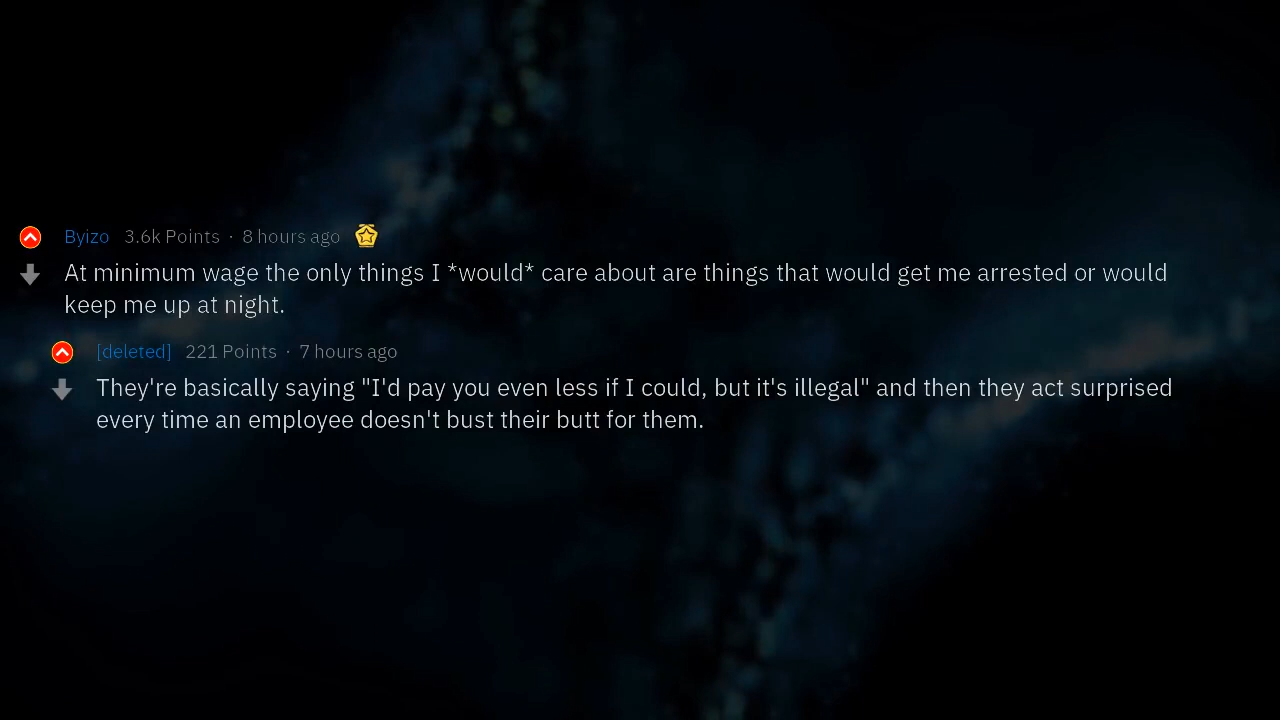 Byizo 3.6k Points · 8 hours ago
At minimum wage the only things I *would* care about are things that would get me arrested or would
keep me up at night.
[deleted] 221 Points · 7 hours ago
They're basically saying "I'd pay you even less if I could, but it's illegal" and then they act surprised
every time an employee doesn't bust their butt for them.